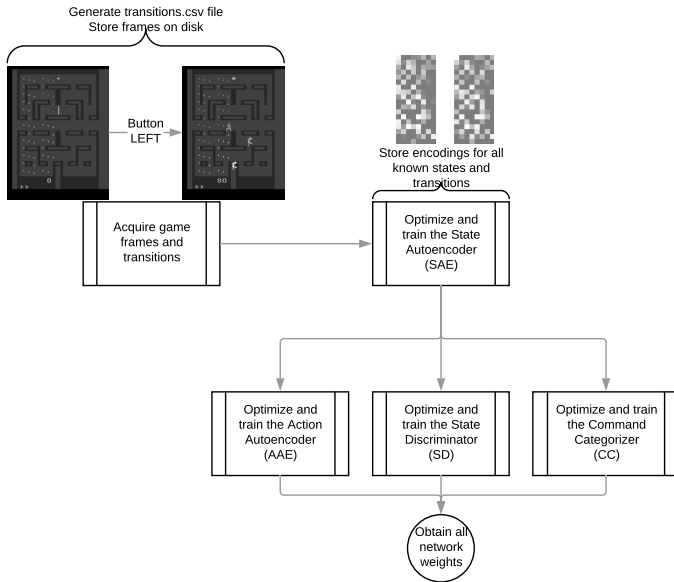 Generate transitions.csv file
Store frames on disk
Button
LEFT
0
80
Store encodings for all
known states and
transitions
Acquire game
frames and
transitions
Optimize and
train the State
Autoencoder
(SAE)
Optimize and
train the Action
Autoencoder
(AAE)
Optimize and
train the State
Discriminator
(SD)
Optimize and train
the Command
Categorizer
(CC)
Obtain all
network
weights